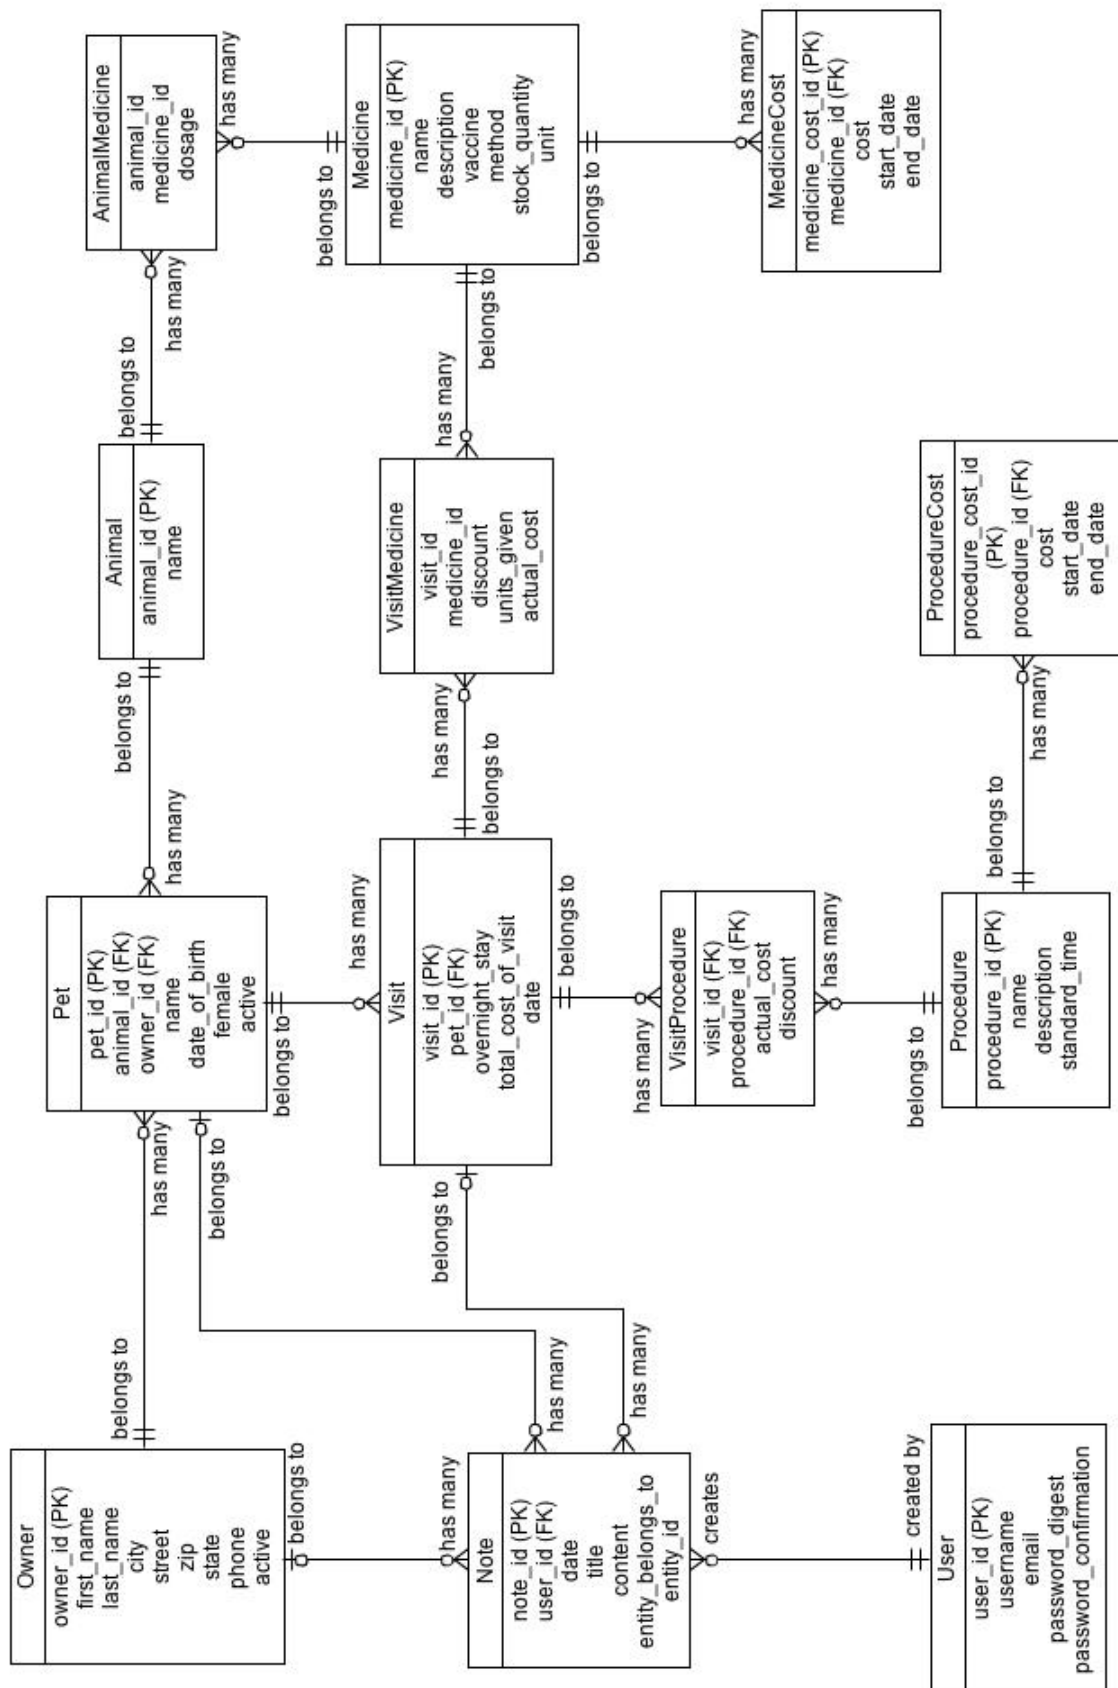 Owner
owner_id (PK)
first_name
last_name
city
street
zip
state
phone
active
belongs to
has many
Pet
pet_id (PK)
animal_id (FK)
owner_id (FK)
name
date_of_birth
female
active
has many
belongs to
Animal
animal_id (PK)
name
belongs to
has many
AnimalMedicine
animal_id
medicine_id
dosage
belongs to
belongs to
belongs to
has many
has many
belongs to
has many
Note
note_id (PK)
user_id (FK)
date
title
content
entity_belongs_to
entity_id
has many
has many
belongs to
Visit
visit_id (PK)
pet_id (FK)
overnight_stay
total_cost_of_visit
date
has many
belongs to
VisitMedicine
visit_id
medicine_id
discount
units_given
actual_cost
has many
belongs to
Medicine
medicine_id (PK)
name
description
vaccine
method
stock_quantity
unit
creates
belongs to
belongs to
has many
VisitProcedure
visit_id (FK)
procedure_id (FK)
actual_cost
discount
has many
has many
MedicineCost
medicine_cost_id (PK)
medicine_id (FK)
cost
start_date
end_date
created by
User
user_id (PK)
username
email
password_digest
password_confirmation
belongs to
Procedure
procedure_id (PK)
name
description
standard_time
belongs to
has many
ProcedureCost
procedure_cost_id
(PK)
procedure_id (FK)
cost
start_date
end_date